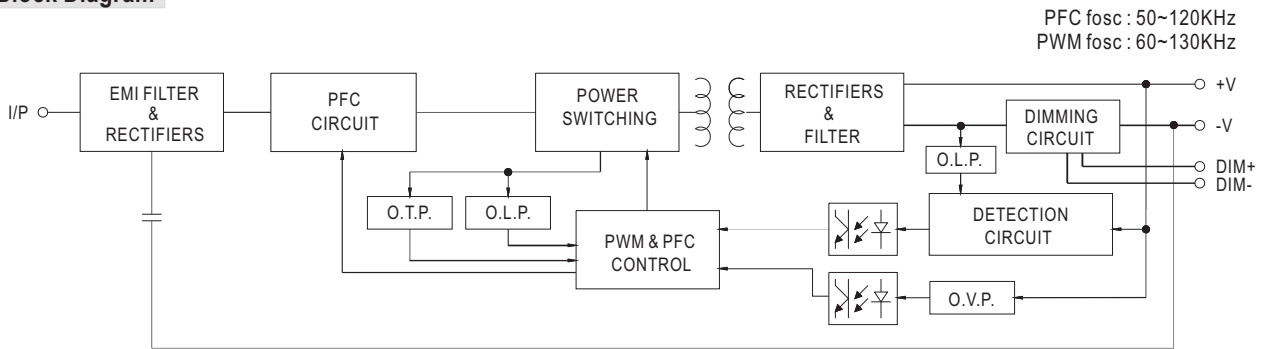 Block Diagram
PFC fosc : 50~120KHz
PWM fosc : 60~130KHz
I/P
EMI FILTER
&
RECTIFIERS
PFC
CIRCUIT
POWER
SWITCHING
RECTIFIERS
&
FILTER
DIMMING
CIRCUIT
+V
-V
DIM+
DIM-
O.L.P.
O.T.P.
O.L.P.
PWM & PFC
CONTROL
DETECTION
CIRCUIT
O.V.P.